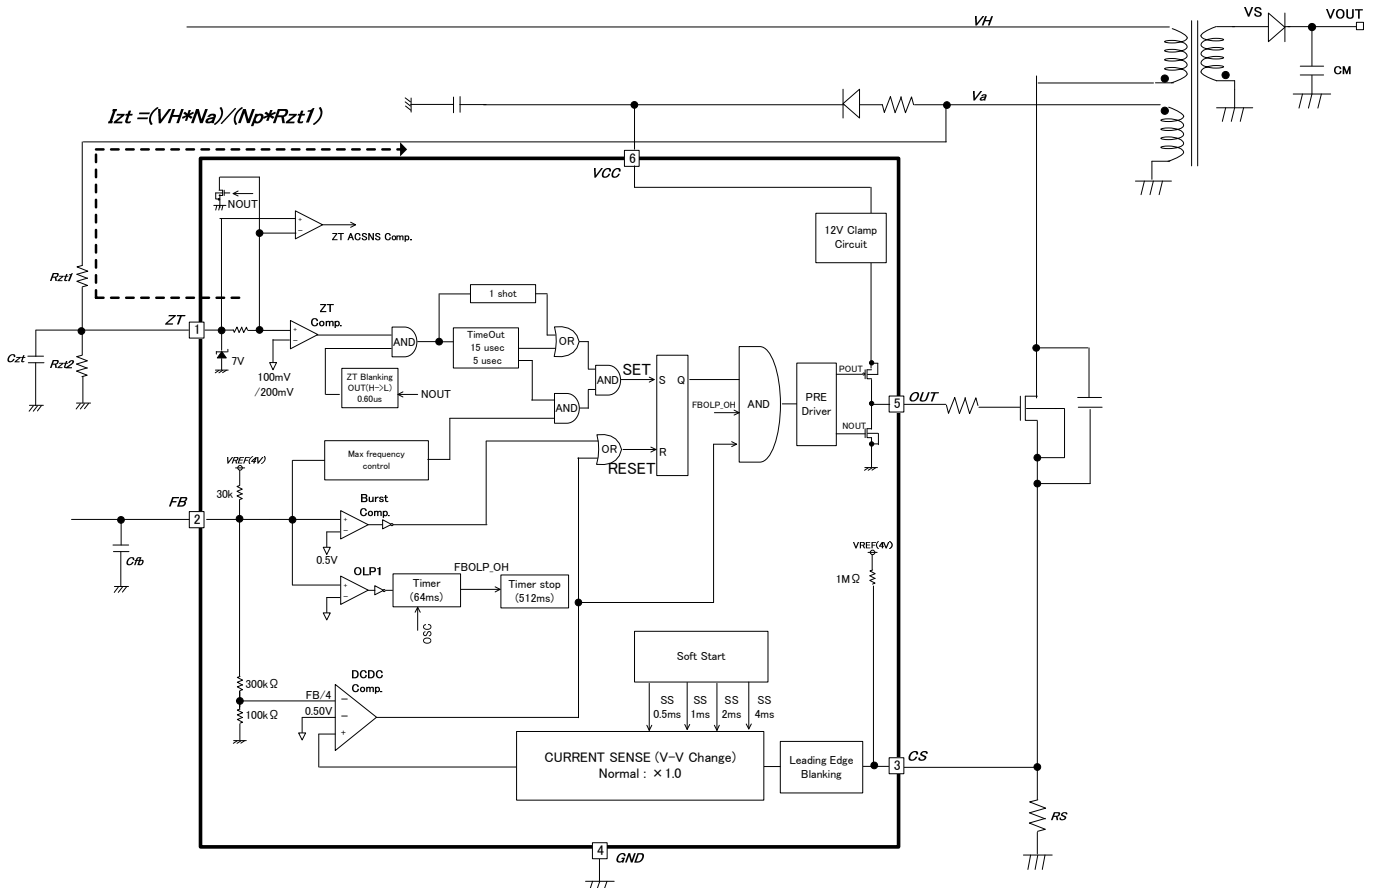 VH
VS
VOUT
CM
Va
Izt =(VH*Na)/(Np*Rzt1)
6
VCC
NOUT
ZT ACSNS Comp.
12V Clamp
Circuit
Rzt1
ZT
1
ZT
Comp.
1 shot
TimeOut
15 usec
5 usec
AND
OR
7V
100mV
/200mV
Czt
Rzt2
ZT Blanking
OUT(H->L)
0.60us
NOUT
AND
SET
AND
S
Q
R
FBOLP_OH
AND
PRE
Driver
POUT
NOUT
5
OUT
OR
RESET
Max frequency
control
VREF(4V)
30k
FB
2
Cfb
Burst
Comp.
0.5V
OLP1
Timer
(64ms)
FBOLP_OH
Timer stop
(512ms)
OSC
VREF(4V)
1MΩ
Soft Start
SS
0.5ms
SS
1ms
SS
2ms
SS
4ms
300kΩ
100kΩ
FB/4
0.50V
DCDC
Comp.
CURRENT SENSE (V-V Change)
Normal : ×1.0
Leading Edge
Blanking
3
CS
RS
4
GND